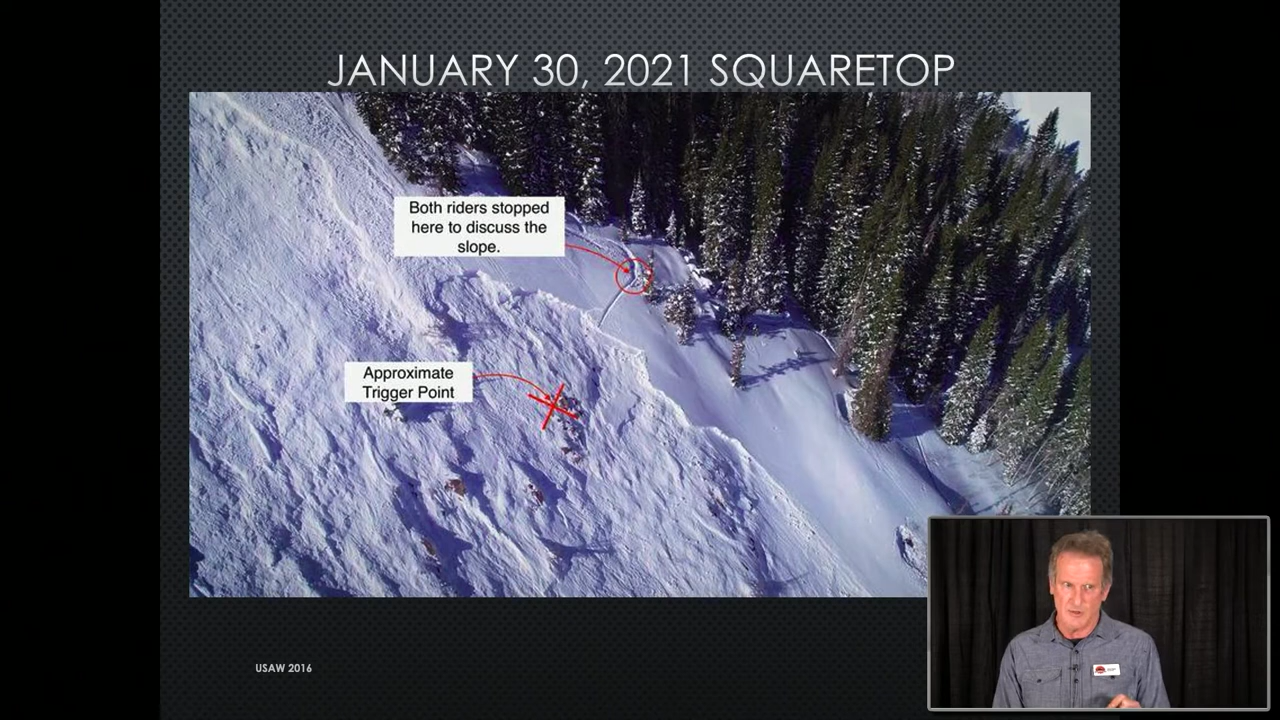 JANUARY 30, 2021 SQUARETOP
Both riders stopped
here to discuss the
slope.
Approximate
Trigger Point
USAW 2016